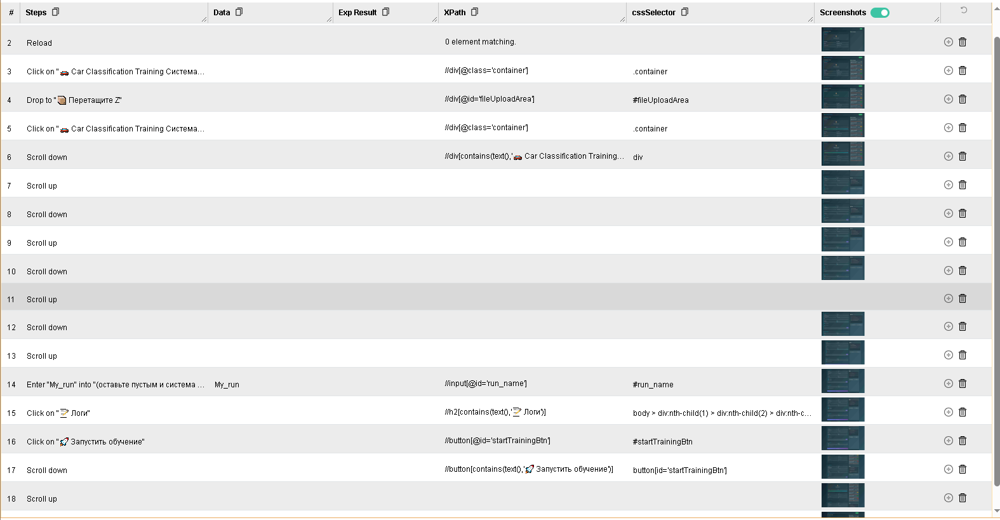 # Steps Data Exp Result XPath cssSelector Screenshots
2 Reload 0 element matching.
3 Click on "🚗 Car Classification Training Система... //div[@class='container'] .container
4 Drop to "📦 Перетащите Z" //div[@id='fileUploadArea'] #fileUploadArea
5 Click on "🚗 Car Classification Training Система... //div[@class='container'] .container
6 Scroll down //div[contains(text(),'🚗 Car Classification Training... div
7 Scroll up
8 Scroll down
9 Scroll up
10 Scroll down
11 Scroll up
12 Scroll down
13 Scroll up
14 Enter "My_run" into "(оставьте пустым и система ... My_run //input[@id='run_name'] #run_name
15 Click on "📝 Логи" //h2[contains(text(),'📝 Логи')] body > div:nth-child(1) > div:nth-child(2) > div:nth-c...
16 Click on "🚀 Запустить обучение" //button[@id='startTrainingBtn'] #startTrainingBtn
17 Scroll down //button[contains(text(),'🚀 Запустить обучение')] button[id='startTrainingBtn']
18 Scroll up